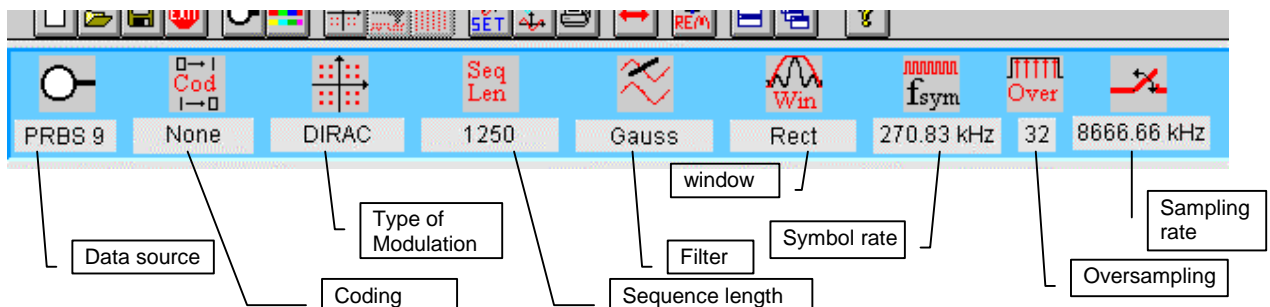 EXIT
SET
REM
?
Cod
Seq
Len
Win
fsym
Over
PRBS 9
None
DIRAC
1250
Gauss
Rect
270.83 kHz
32
8666.66 kHz
window
Type of
Modulation
Sampling
rate
Data source
Filter
Symbol rate
Oversampling
Coding
Sequence length